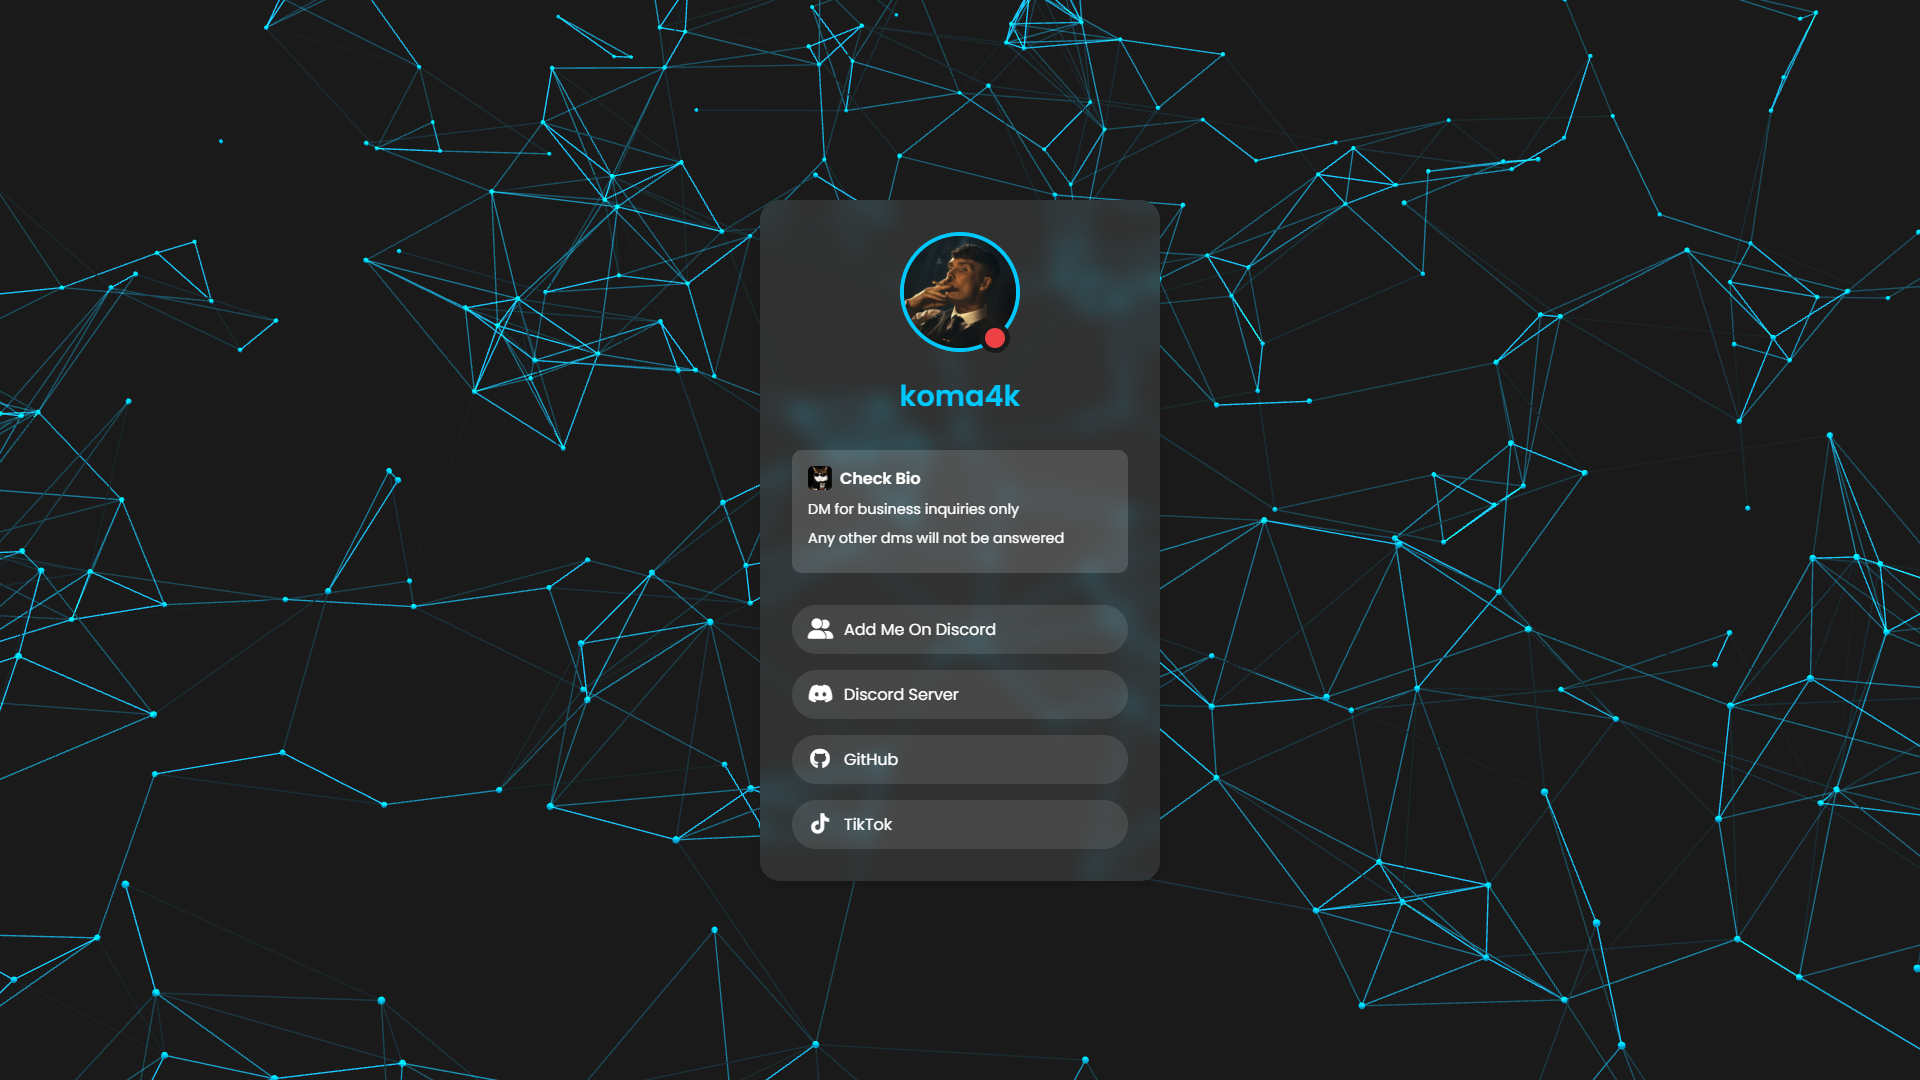 koma4k
Check Bio
DM for business inquiries only
Any other dms will not be answered
Add Me On Discord
Discord Server
GitHub
TikTok